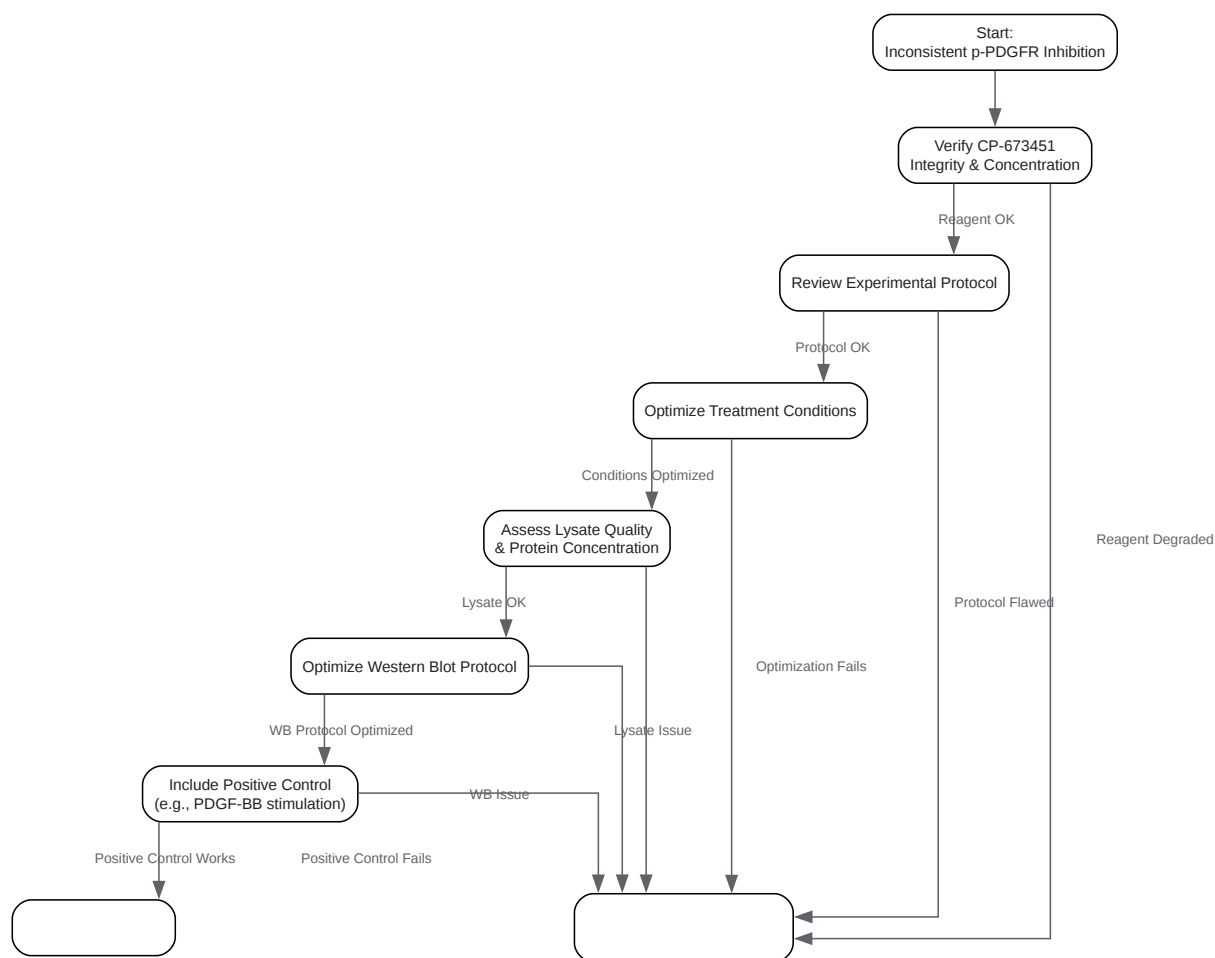 Start:
Inconsistent p-PDGFR Inhibition
Verify CP-673451
Integrity & Concentration
Reagent OK
Review Experimental Protocol
Protocol OK
Optimize Treatment Conditions
Conditions Optimized
Assess Lysate Quality
& Protein Concentration
Reagent Degraded
Lysate OK
Protocol Flawed
Optimize Western Blot Protocol
Optimization Fails
WB Protocol Optimized
Lysate Issue
Include Positive Control
(e.g., PDGF-BB stimulation)
WB Issue
Positive Control Works
Positive Control Fails